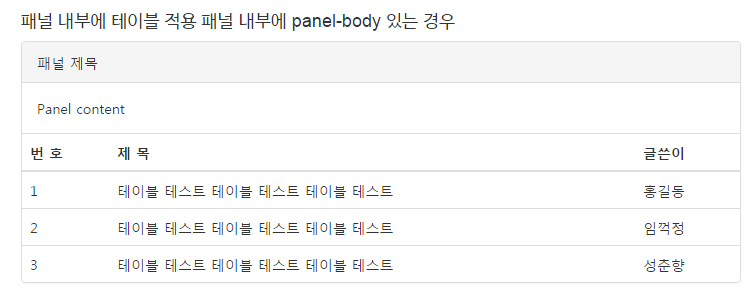 패널 내부에 테이블 적용 패널 내부에 panel-body 있는 경우
패널 제목
Panel content
번 호 제 목 글쓴이
1 테이블 테스트 테이블 테스트 테이블 테스트 홍길동
2 테이블 테스트 테이블 테스트 테이블 테스트 임꺽정
3 테이블 테스트 테이블 테스트 테이블 테스트 성춘향